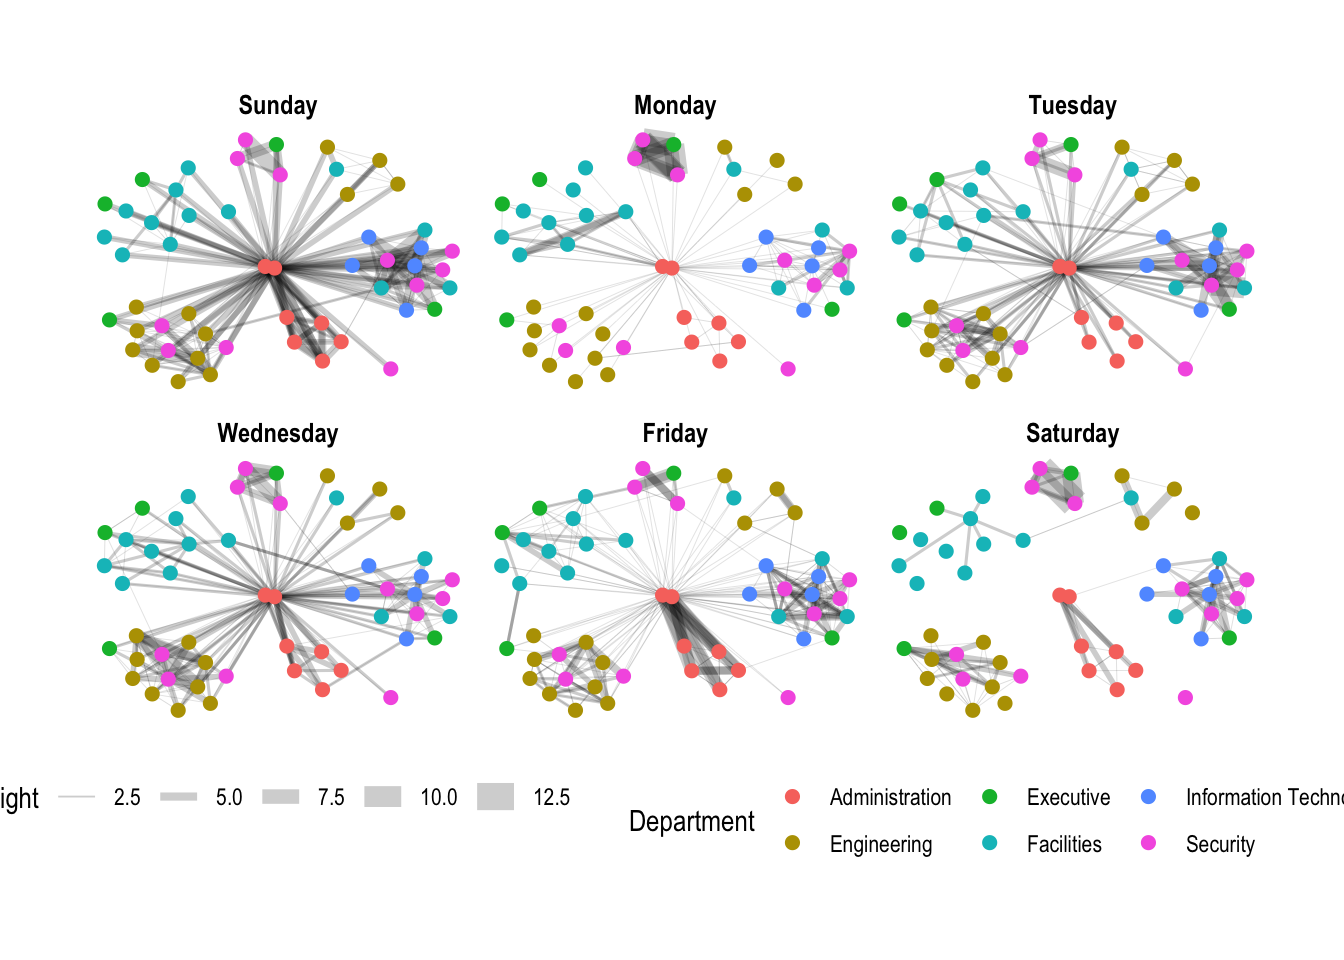 Sunday
Monday
Tuesday
Wednesday
Friday
Saturday
ight 2.5 5.0 7.5 10.0 12.5
Department
Administration Executive Information Techno
Engineering Facilities Security